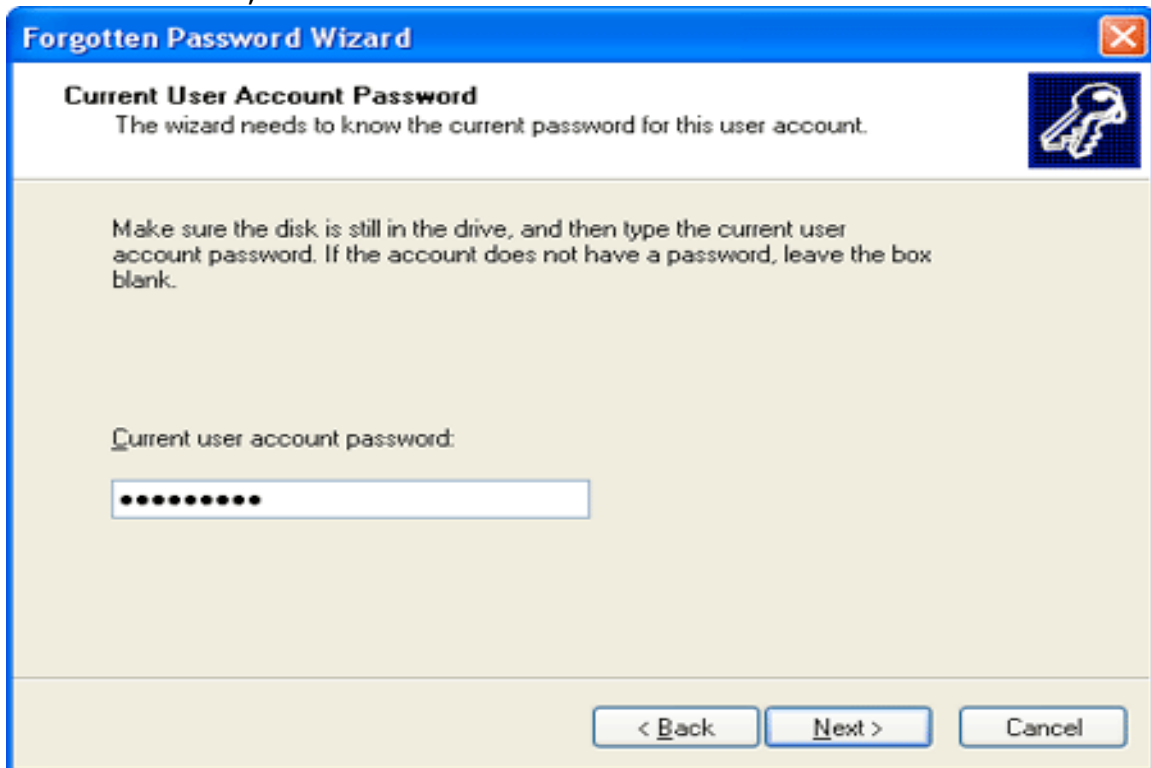 Forgotten Password Wizard
Current User Account Password
The wizard needs to know the current password for this user account.
Make sure the disk is still in the drive, and then type the current user
account password. If the account does not have a password, leave the box
blank.
Current user account password:
●●●●●●●●●
< Back Next > Cancel